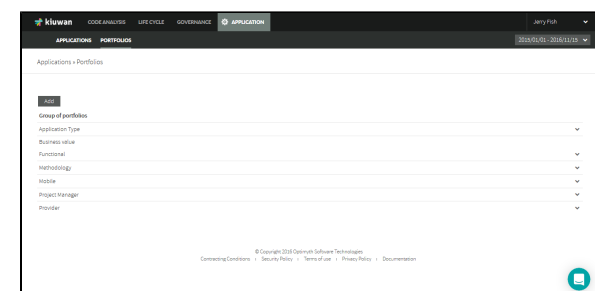 kiuwan CODE ANALYSIS LIFE CYCLE GOVERNANCE APPLICATION Jerry Fish
APPLICATIONS PORTFOLIOS 2015/01/01 - 2016/11/15
Applications » Portfolios
Add
Group of portfolios
Application Type
Business value
Functional
Methodology
Mobile
Project Manager
Provider
© Copyright 2016 Optimyth Software Technologies
Contracting Conditions | Security Policy | Terms of use | Privacy Policy | Documentation